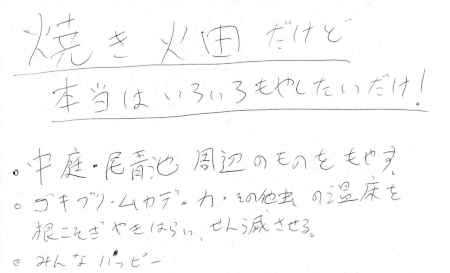 焼き火田だけど
本当はいろいろもやしたいだけ!
・中庭・尾竜池 周辺のものをもやす。
・ゴキブリ・ムカデ・カ・その他虫 の温床を
根こそぎやきはらい、せん滅させる。
・みんなハッピー